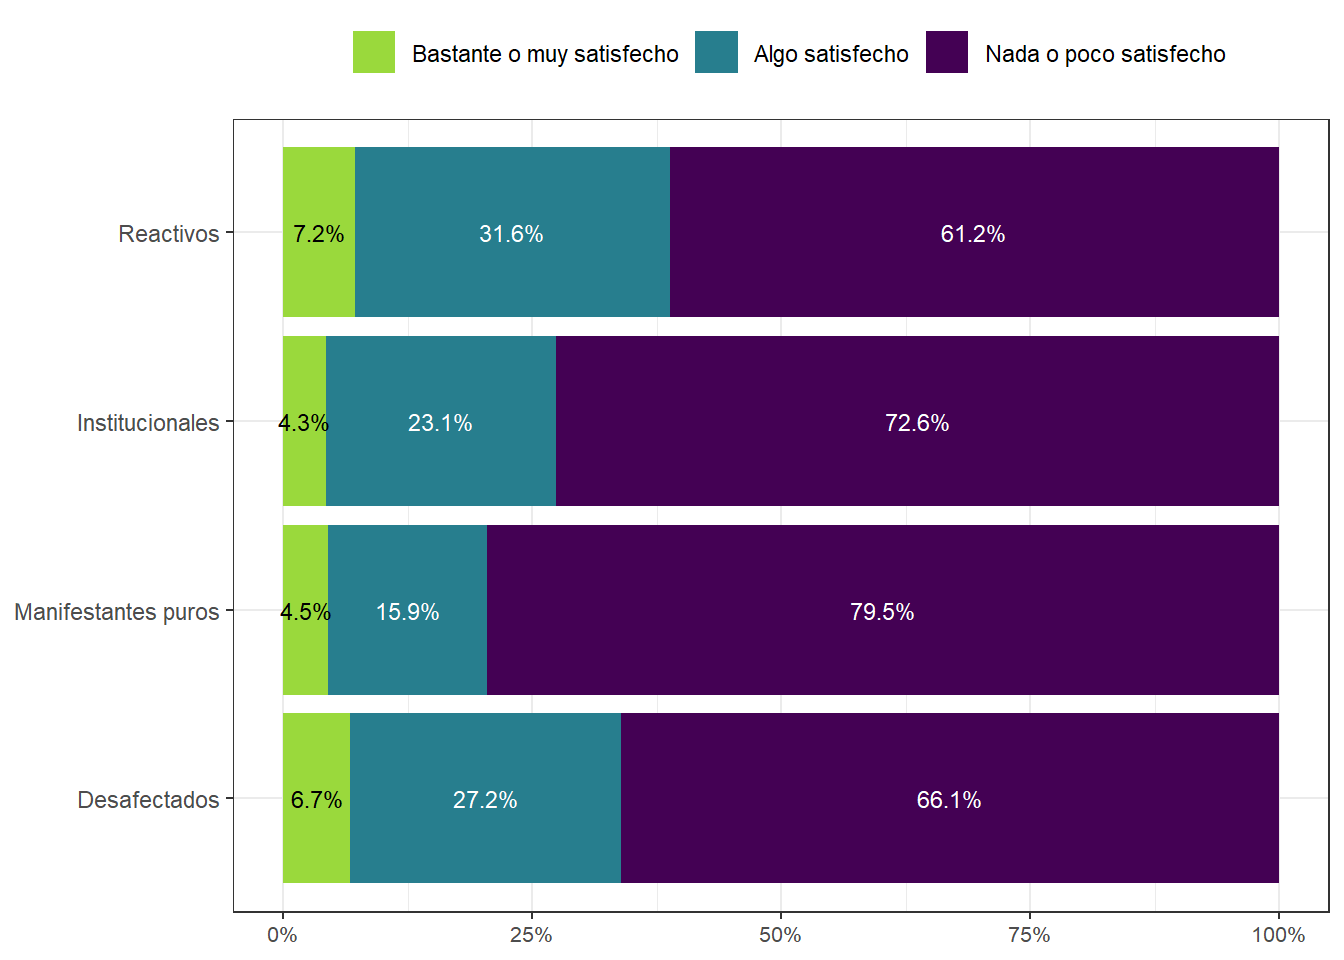 Bastante o muy satisfecho Algo satisfecho Nada o poco satisfecho
Reactivos 7.2% 31.6% 61.2%
Institucionales 4.3% 23.1% 72.6%
Manifestantes puros 4.5% 15.9% 79.5%
Desafectados 6.7% 27.2% 66.1%
0% 25% 50% 75% 100%